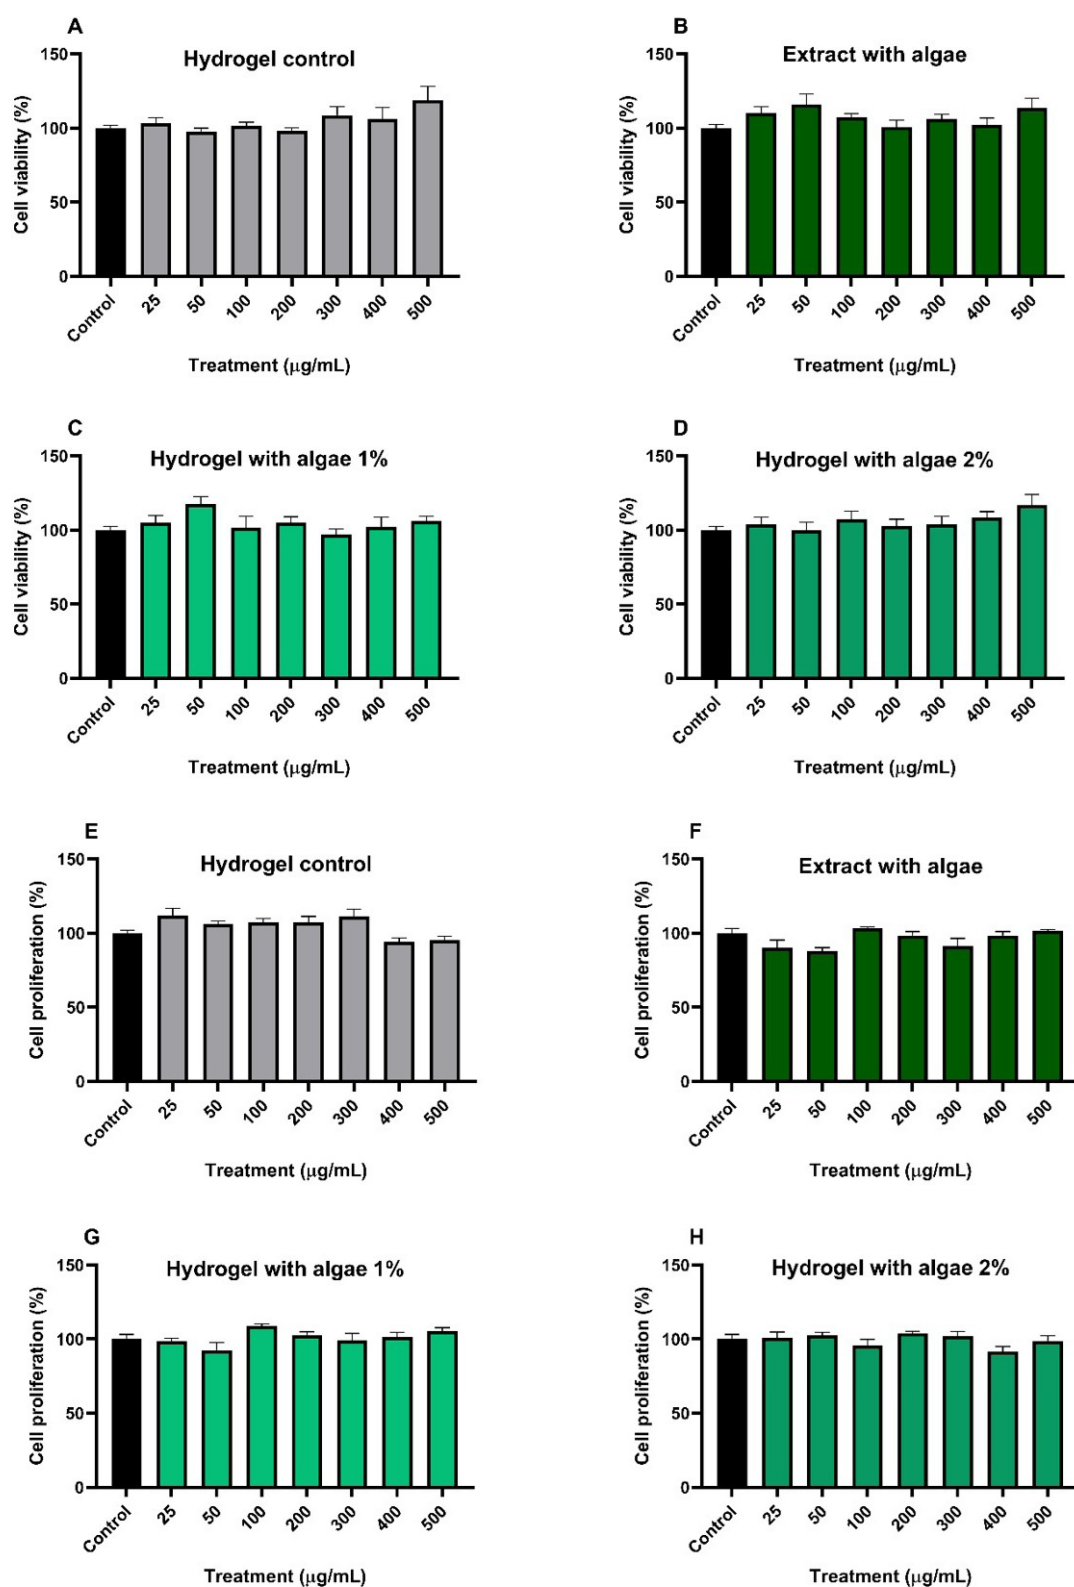 A
Hydrogel control
Cell viability (%)
150
100
50
0
Control 25 50 100 200 300 400 500
Treatment (μg/mL)
B
Extract with algae
Cell viability (%)
150
100
50
0
Control 25 50 100 200 300 400 500
Treatment (μg/mL)
C
Hydrogel with algae 1%
Cell viability (%)
150
100
50
0
Control 25 50 100 200 300 400 500
Treatment (μg/mL)
D
Hydrogel with algae 2%
Cell viability (%)
150
100
50
0
Control 25 50 100 200 300 400 500
Treatment (μg/mL)
E
Hydrogel control
Cell proliferation (%)
150
100
50
0
Control 25 50 100 200 300 400 500
Treatment (μg/mL)
F
Extract with algae
Cell proliferation (%)
150
100
50
0
Control 25 50 100 200 300 400 500
Treatment (μg/mL)
G
Hydrogel with algae 1%
Cell proliferation (%)
150
100
50
0
Control 25 50 100 200 300 400 500
Treatment (μg/mL)
H
Hydrogel with algae 2%
Cell proliferation (%)
150
100
50
0
Control 25 50 100 200 300 400 500
Treatment (μg/mL)